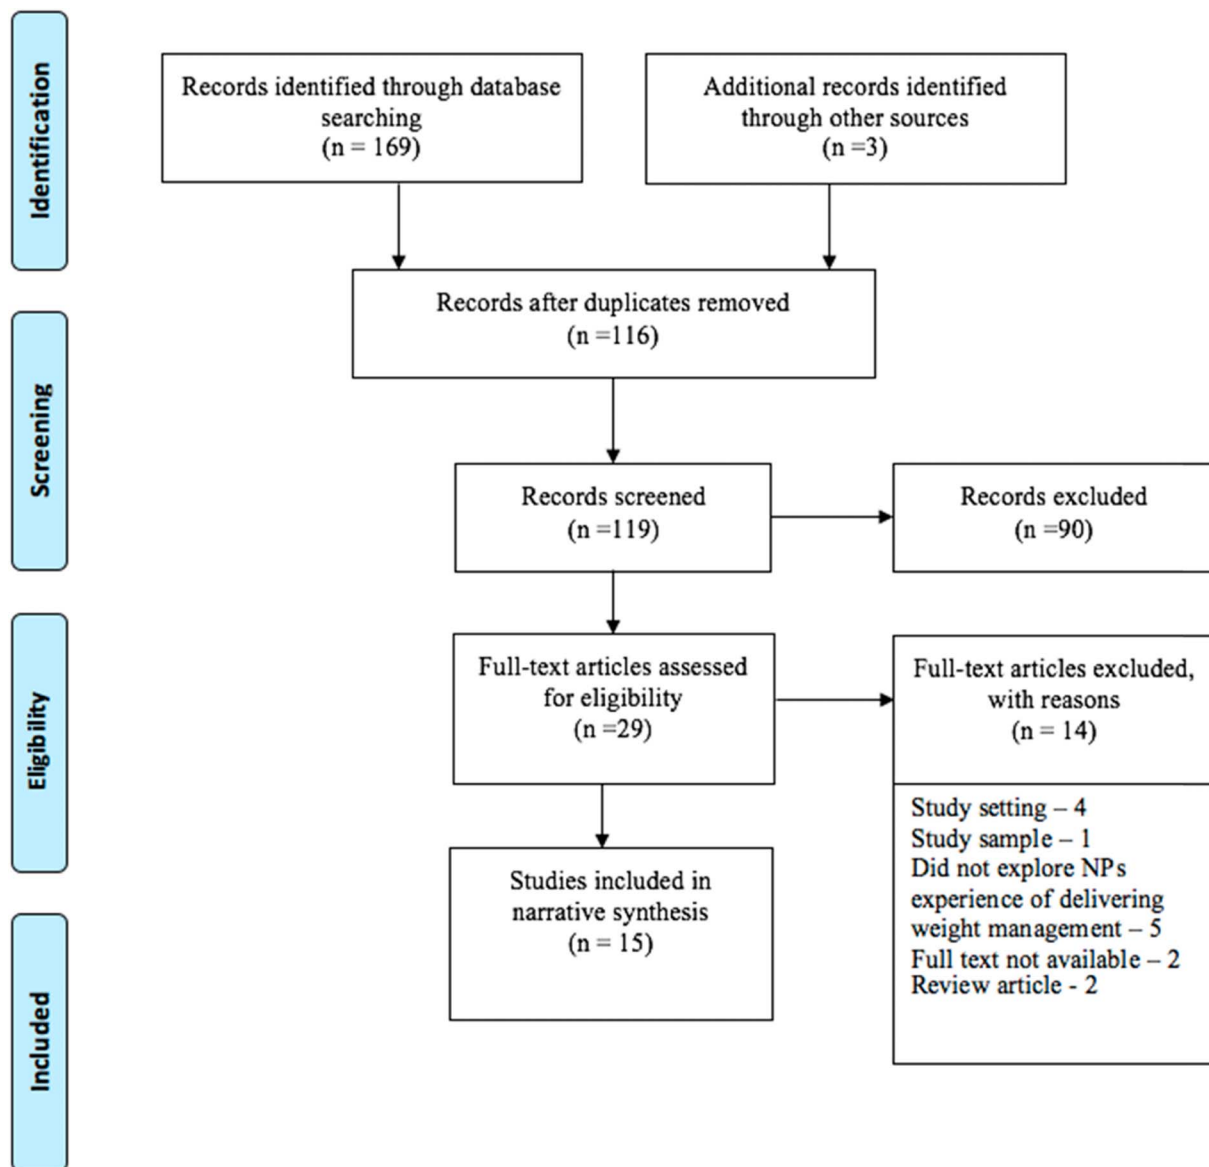 Identification
Records identified through database
searching
(n = 169)
Additional records identified
through other sources
(n =3)
Records after duplicates removed
(n =116)
Screening
Records screened
(n =119)
Records excluded
(n =90)
Eligibility
Full-text articles assessed
for eligibility
(n =29)
Full-text articles excluded,
with reasons
(n = 14)
Study setting – 4
Study sample – 1
Did not explore NPs
experience of delivering
weight management – 5
Full text not available – 2
Review article - 2
Included
Studies included in
narrative synthesis
(n = 15)